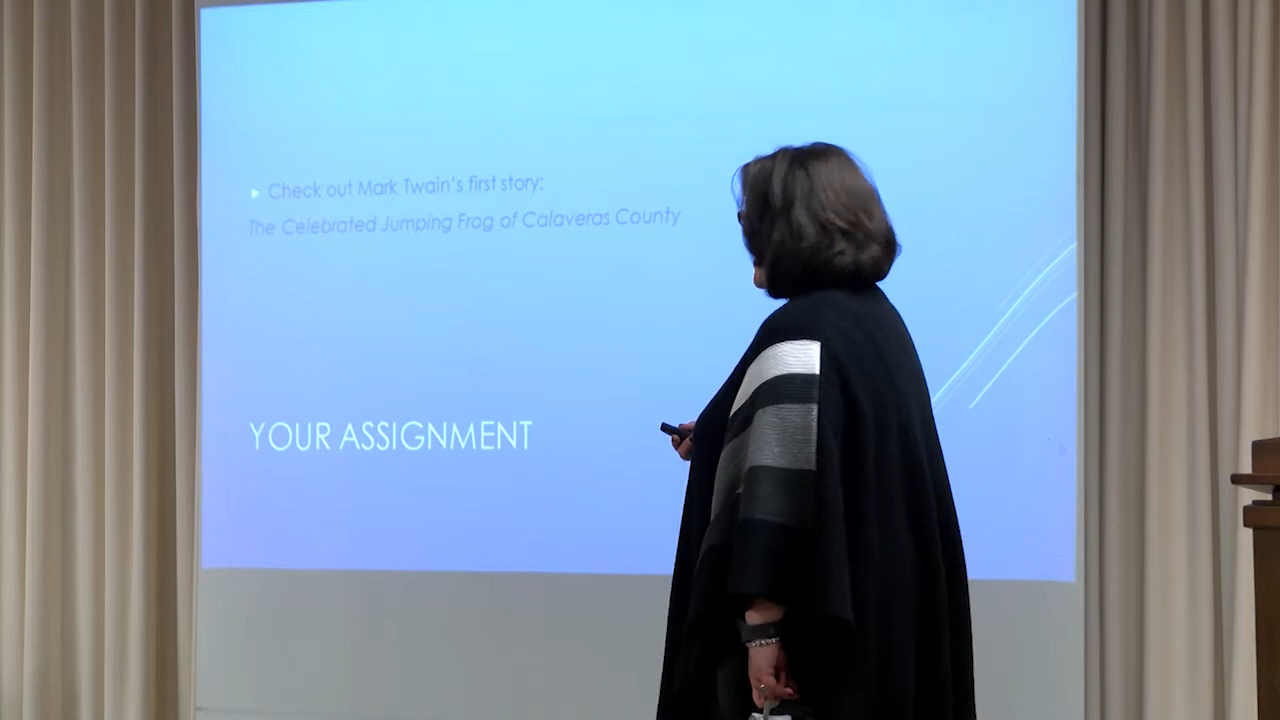 Check out Mark Twain's first story:
The Celebrated Jumping Frog of Calaveras County
YOUR ASSIGNMENT